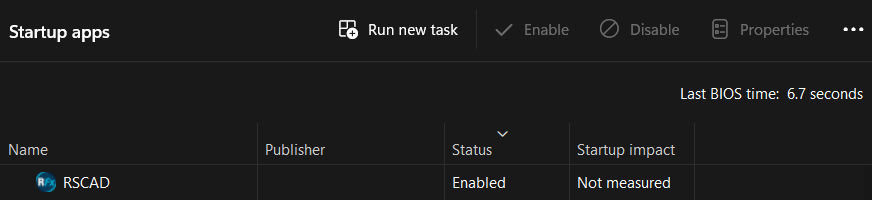 Startup apps Run new task Enable Disable Properties
Last BIOS time: 6.7 seconds
Name Publisher Status Startup impact
RFX RSCAD Enabled Not measured